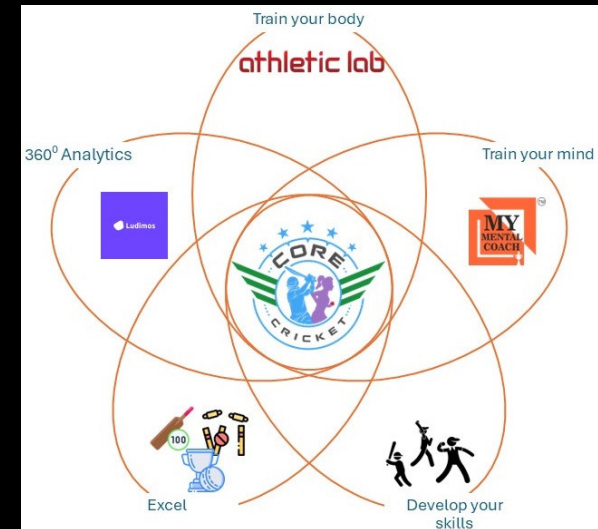 Train your body
athletic lab
360⁰ Analytics
Train your mind
Ludimos
TM
MY
MENTAL
COACH
CORE
CRICKET
100
Excel
Develop your
skills